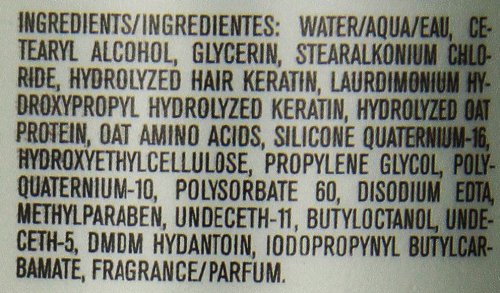 INGREDIENTS/INGREDIENTES: WATER/AQUA/EAU, CE-
TEARYL ALCOHOL, GLYCERIN, STEARALKONIUM CHLO-
RIDE, HYDROLYZED HAIR KERATIN, LAURDIMONIUM HY-
DROXYPROPYL HYDROLYZED KERATIN, HYDROLYZED OAT
PROTEIN, OAT AMINO ACIDS, SILICONE QUATERNIUM-16,
HYDROXYETHYLCELLULOSE, PROPYLENE GLYCOL, POLY-
QUATERNIUM-10, POLYSORBATE 60, DISODIUM EDTA,
METHYLPARABEN, UNDECETH-11, BUTYLOCTANOL, UNDE-
CETH-5, DMDM HYDANTOIN, IODOPROPYNYL BUTYLCAR-
BAMATE, FRAGRANCE/PARFUM.